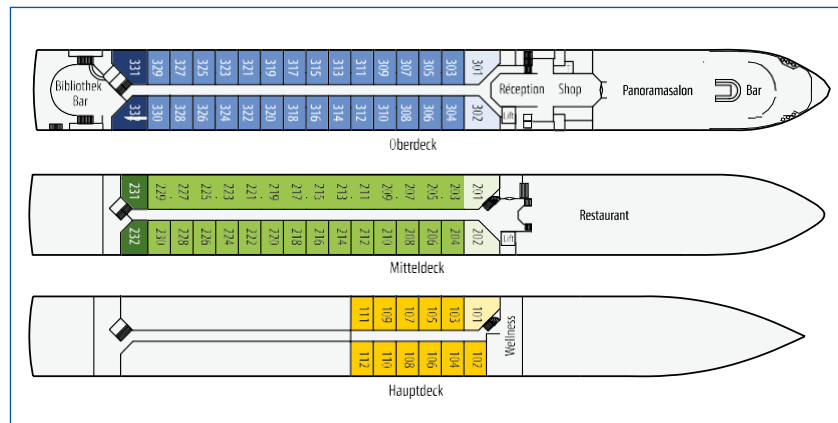 331 329 327 325 323 321 319 317 315 313 311 309 307 305 303 301
Bibliothek
Bar
Réception Shop Panoramasalon Bar
330 328 326 324 322 320 318 316 314 312 310 308 306 304 302
Lift
Oberdeck
231 229 227 225 223 221 219 217 215 213 211 209 207 205 203 201
Restaurant
232 230 228 226 224 222 220 218 216 214 212 210 208 206 204 202
Lift
Mitteldeck
111 109 107 105 103 101
Wellness
112 110 108 106 104 102
Hauptdeck